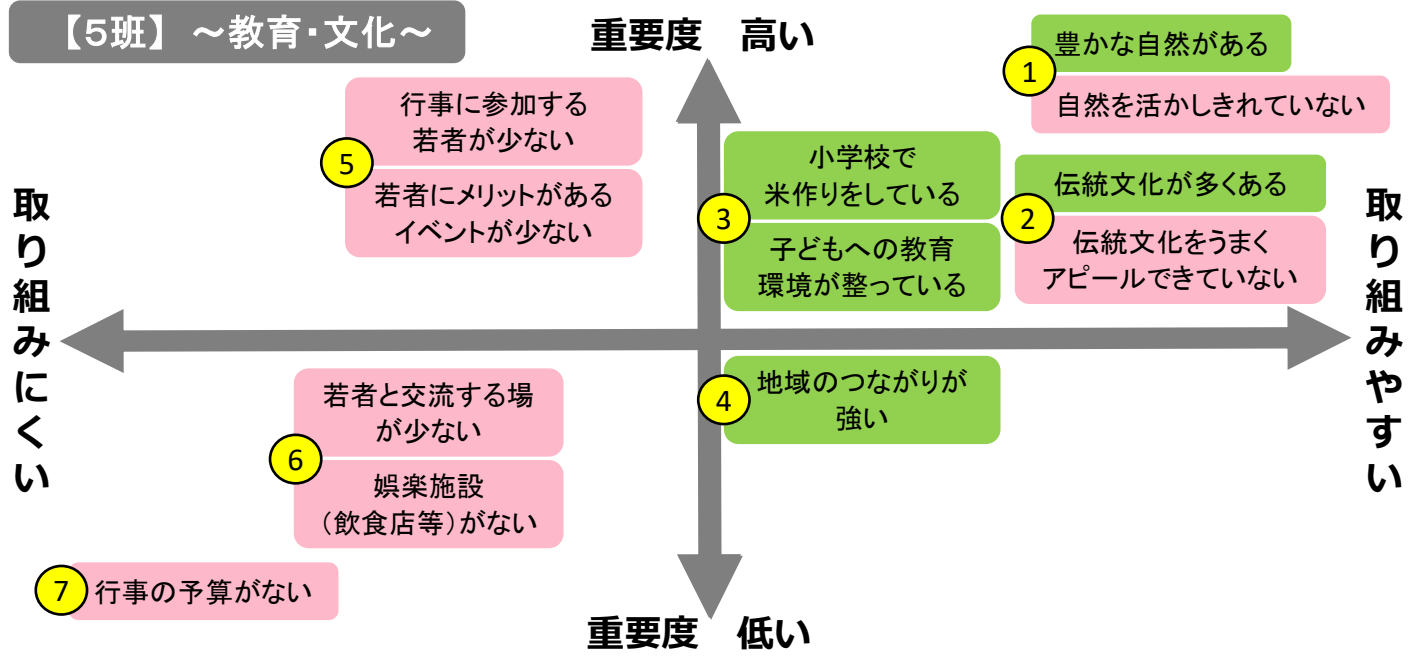 【5班】 ～教育・文化～
重要度 高い
1
豊かな自然がある
自然を活かしきれていない
5
行事に参加する
若者が少ない
若者にメリットがある
イベントが少ない
3
小学校で
米作りをしている
子どもへの教育
環境が整っている
2
伝統文化が多くある
伝統文化をうまく
アピールできていない
取り組みにくい
取り組みやすい
6
若者と交流する場
が少ない
娯楽施設
（飲食店等）がない
4
地域のつながりが
強い
7
行事の予算がない
重要度 低い